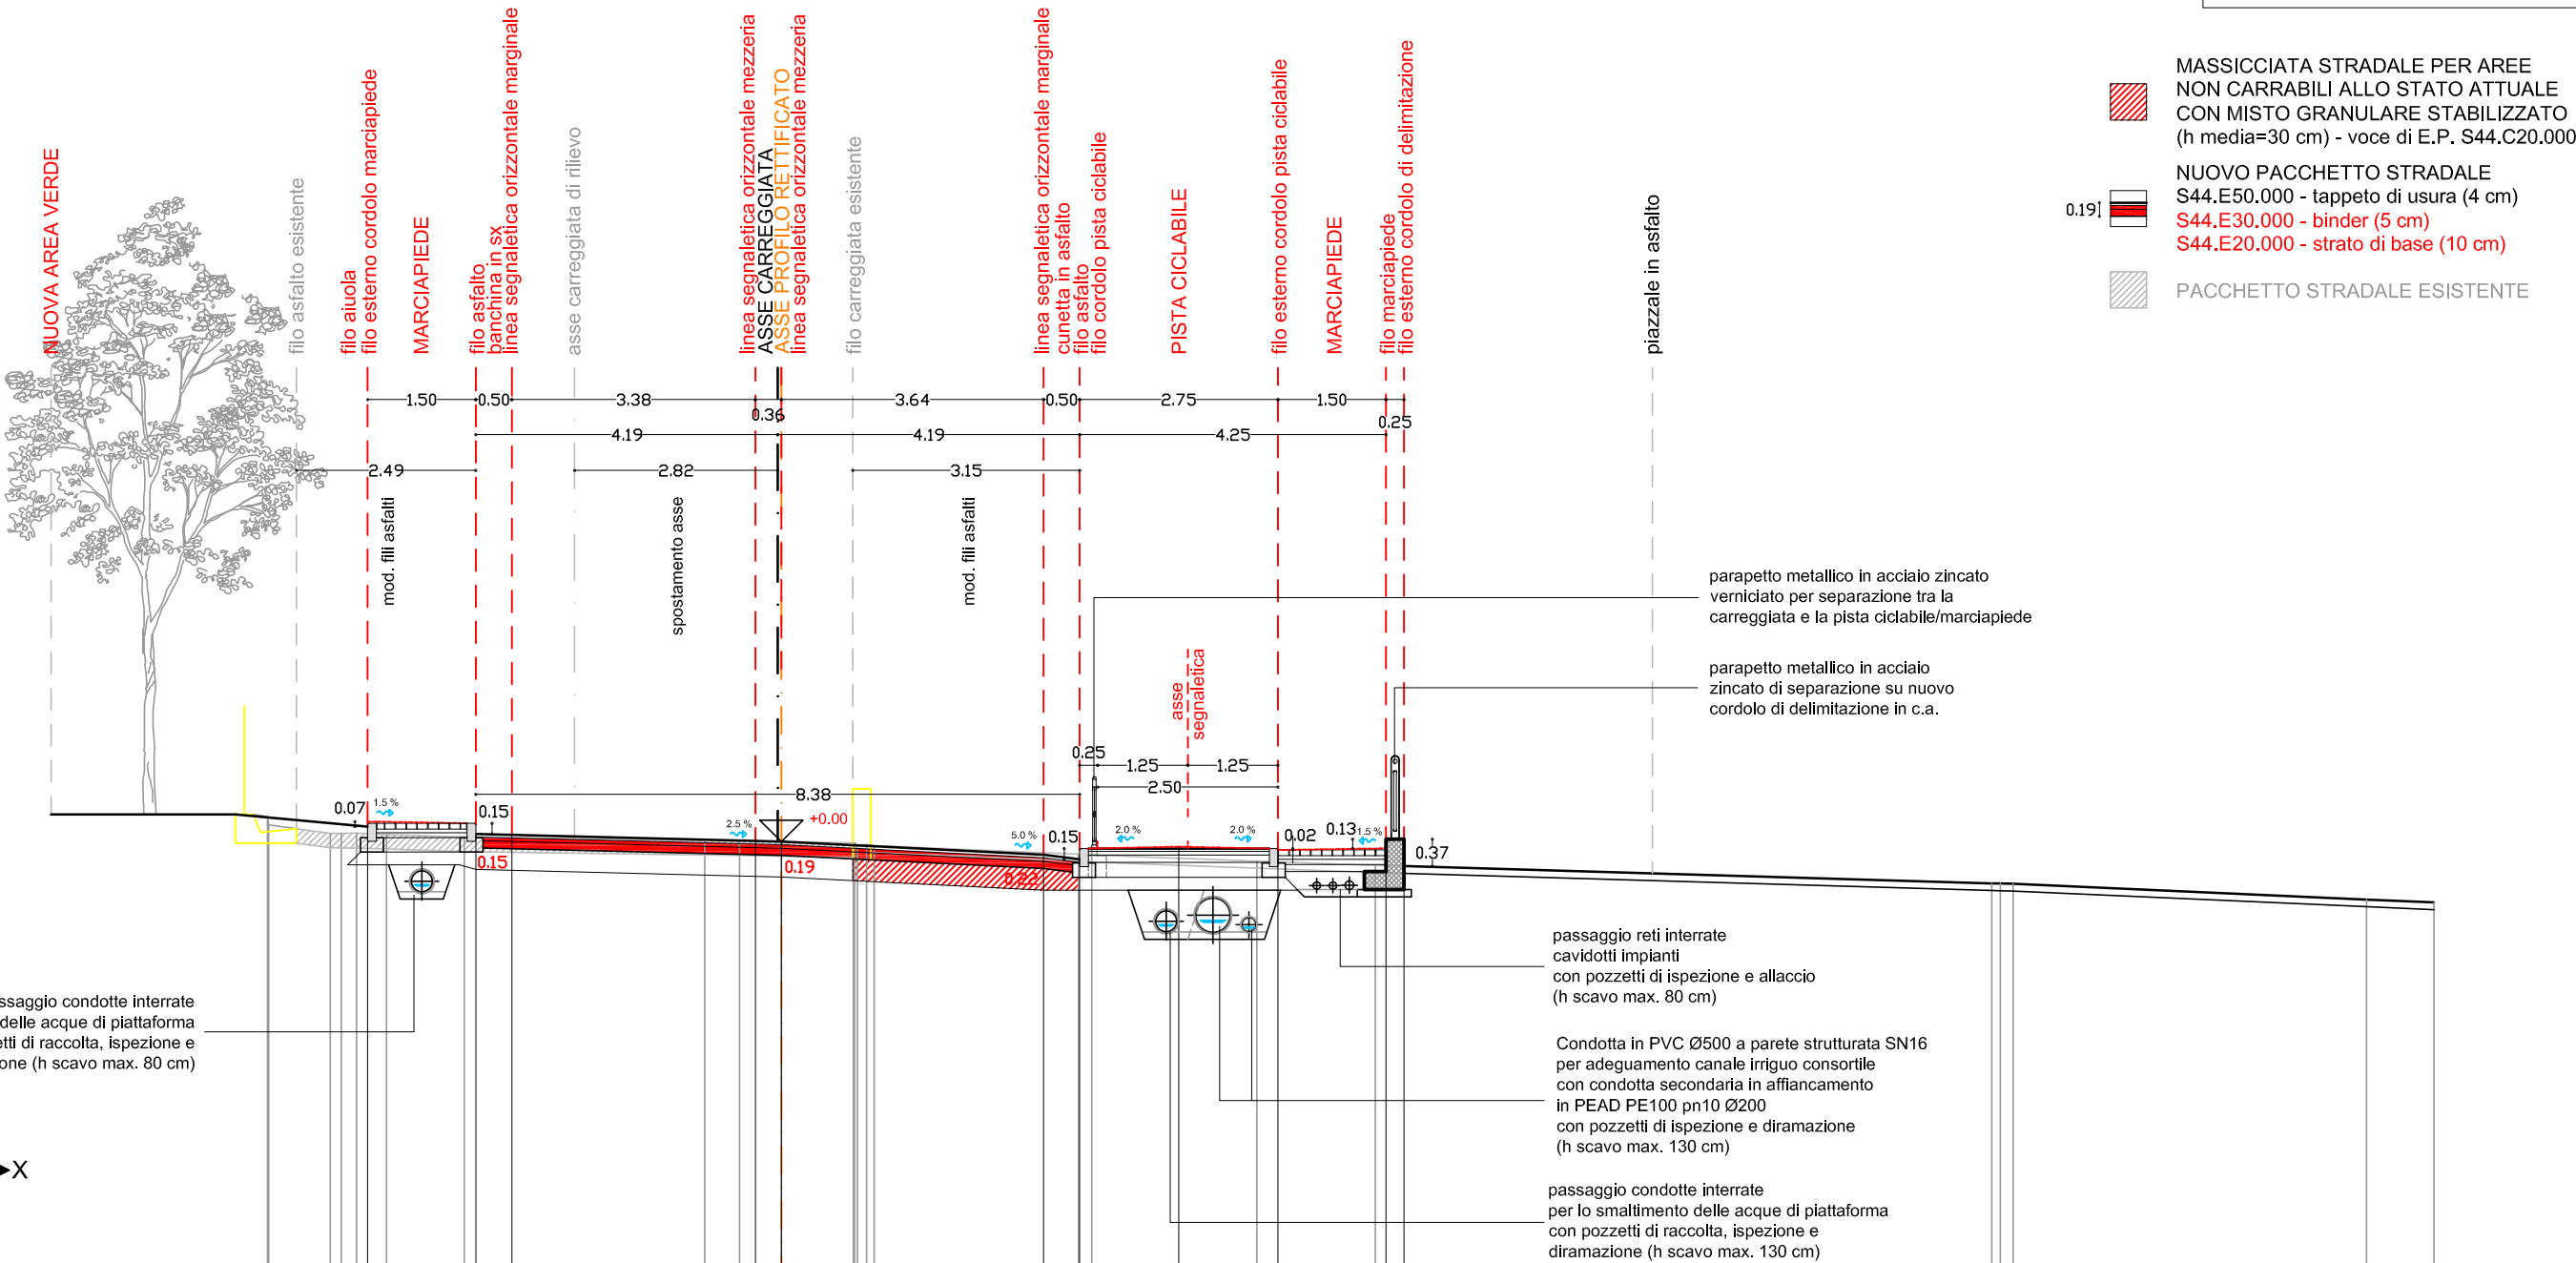 MASSICCIATA STRADALE PER AREE
NON CARRABILI ALLO STATO ATTUALE
CON MISTO GRANULARE STABILIZZATO
(h media=30 cm) - voce di E.P. S44.C20.000
NUOVO PACCHETTO STRADALE
0.19
S44.E50.000 - tappeto di usura (4 cm)
S44.E30.000 - binder (5 cm)
S44.E20.000 - strato di base (10 cm)
PACCHETTO STRADALE ESISTENTE
NUOVA AREA VERDE
filo asfalto esistente
filo aiuola
filo esterno cordolo marciapiede
MARCIAPIEDE
filo asfalto
banchina in sx
linea segnaletica orizzontale marginale
asse carreggiata di rilievo
linea segnaletica orizzontale mezzeria
ASSE CARREGGIATA
ASSE PROFILO RETTIFICATO
linea segnaletica orizzontale mezzeria
filo carreggiata esistente
linea segnaletica orizzontale marginale
cunetta in asfalto
filo asfalto
filo cordolo pista ciclabile
PISTA CICLABILE
filo esterno cordolo pista ciclabile
MARCIAPIEDE
filo marciapiede
filo esterno cordolo di delimitazione
piazzale in asfalto
1.50
0.50
3.38
0.36
3.64
0.50
2.75
1.50
0.25
4.19
4.19
4.25
2.49
2.82
3.15
mod. fili asfalti
spostamento asse
mod. fili asfalti
parapetto metallico in acciaio zincato
verniciato per separazione tra la
carreggiata e la pista ciclabile/marciapiede
parapetto metallico in acciaio
zincato di separazione su nuovo
cordolo di delimitazione in c.a.
asse
segnaletica
0.25
1.25
1.25
2.50
8.38
0.07
1.5 %
0.15
2.5 %
+0.00
5.0 %
0.15
2.0 %
2.0 %
0.02
0.13
1.5 %
0.37
0.15
0.19
0.22
passaggio reti interrate
cavidotti impianti
con pozzetti di ispezione e allaccio
(h scavo max. 80 cm)
ssaggio condotte interrate
delle acque di piattaforma
etti di raccolta, ispezione e
one (h scavo max. 80 cm)
Condotta in PVC Ø500 a parete strutturata SN16
per adeguamento canale irriguo consortile
con condotta secondaria in affiancamento
in PEAD PE100 pn10 Ø200
con pozzetti di ispezione e diramazione
(h scavo max. 130 cm)
X
passaggio condotte interrate
per lo smaltimento delle acque di piattaforma
con pozzetti di raccolta, ispezione e
diramazione (h scavo max. 130 cm)